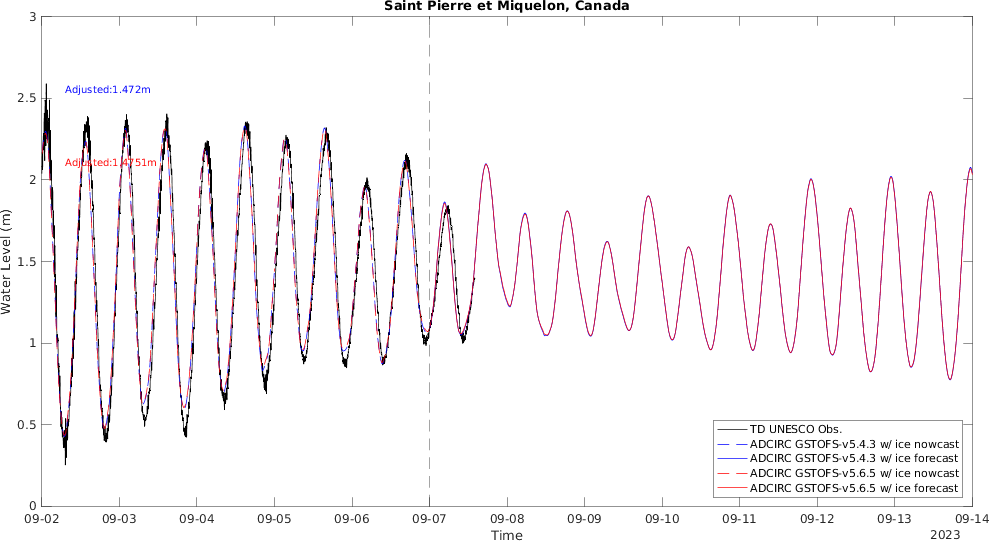 Saint Pierre et Miquelon, Canada
3
2.5
2
1.5
1
0.5
0
Water Level (m)
Adjusted:1.472m
Adjusted:1.4751m
TD UNESCO Obs.
ADCIRC GSTOFS-v5.4.3 w/ ice nowcast
ADCIRC GSTOFS-v5.4.3 w/ ice forecast
ADCIRC GSTOFS-v5.6.5 w/ ice nowcast
ADCIRC GSTOFS-v5.6.5 w/ ice forecast
09-02 09-03 09-04 09-05 09-06 09-07 09-08 09-09 09-10 09-11 09-12 09-13 09-14
Time
2023